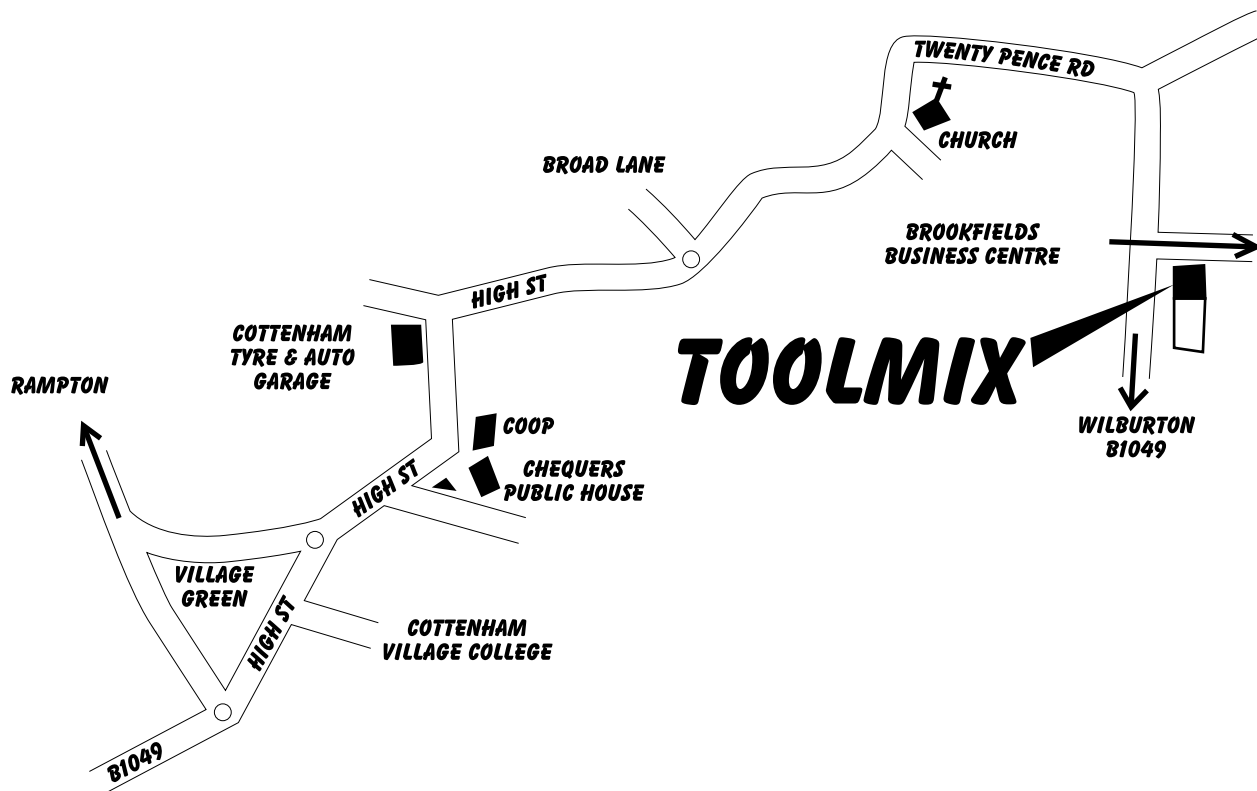 TWENTY PENCE RD
CHURCH
BROAD LANE
BROOKFIELDS
BUSINESS CENTRE
HIGH ST
COTTENHAM
TYRE & AUTO
GARAGE
TOOLMIX
RAMPTON
COOP
WILBURTON
B1049
CHEQUERS
PUBLIC HOUSE
HIGH ST
VILLAGE
GREEN
HIGH ST
COTTENHAM
VILLAGE COLLEGE
B1049